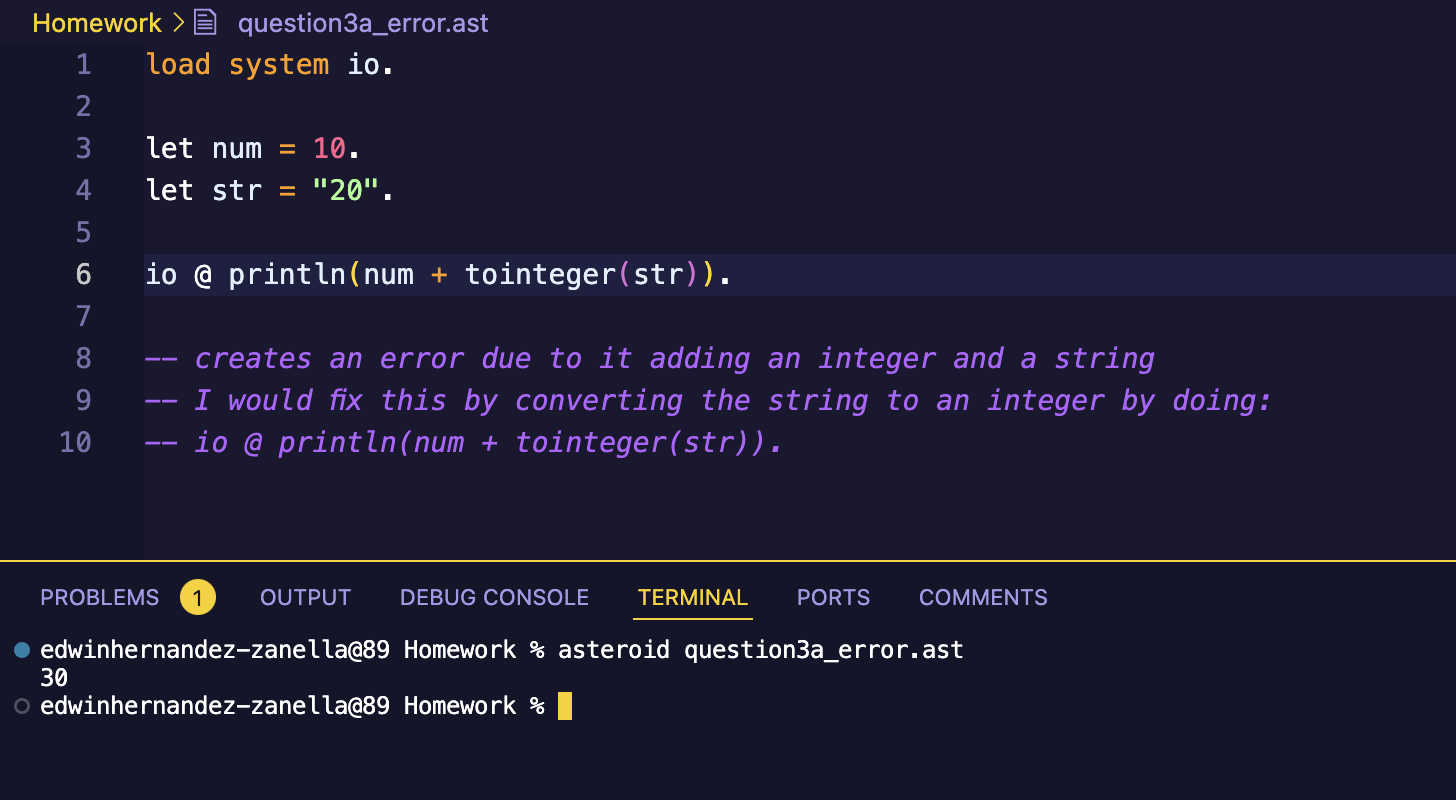 Homework > question3a_error.ast
1 load system io.
2
3 let num = 10.
4 let str = "20".
5
6 io @ println(num + tointeger(str)).
7
8 -- creates an error due to it adding an integer and a string
9 -- I would fix this by converting the string to an integer by doing:
10 -- io @ println(num + tointeger(str)).
PROBLEMS 1 OUTPUT DEBUG CONSOLE TERMINAL PORTS COMMENTS
edwinhernandez-zanella@89 Homework % asteroid question3a_error.ast
30
edwinhernandez-zanella@89 Homework %